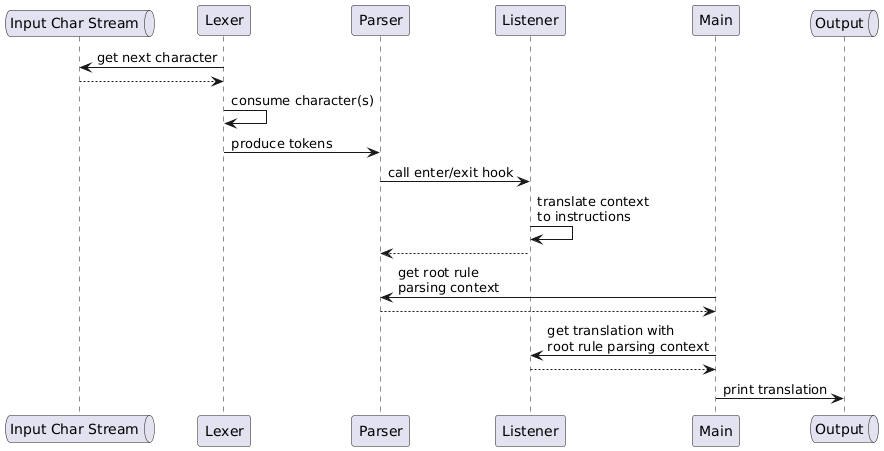 Input Char Stream
Lexer
Parser
Listener
Main
Output
get next character
consume character(s)
produce tokens
call enter/exit hook
translate context
to instructions
get root rule
parsing context
get translation with
root rule parsing context
print translation
Input Char Stream
Lexer
Parser
Listener
Main
Output